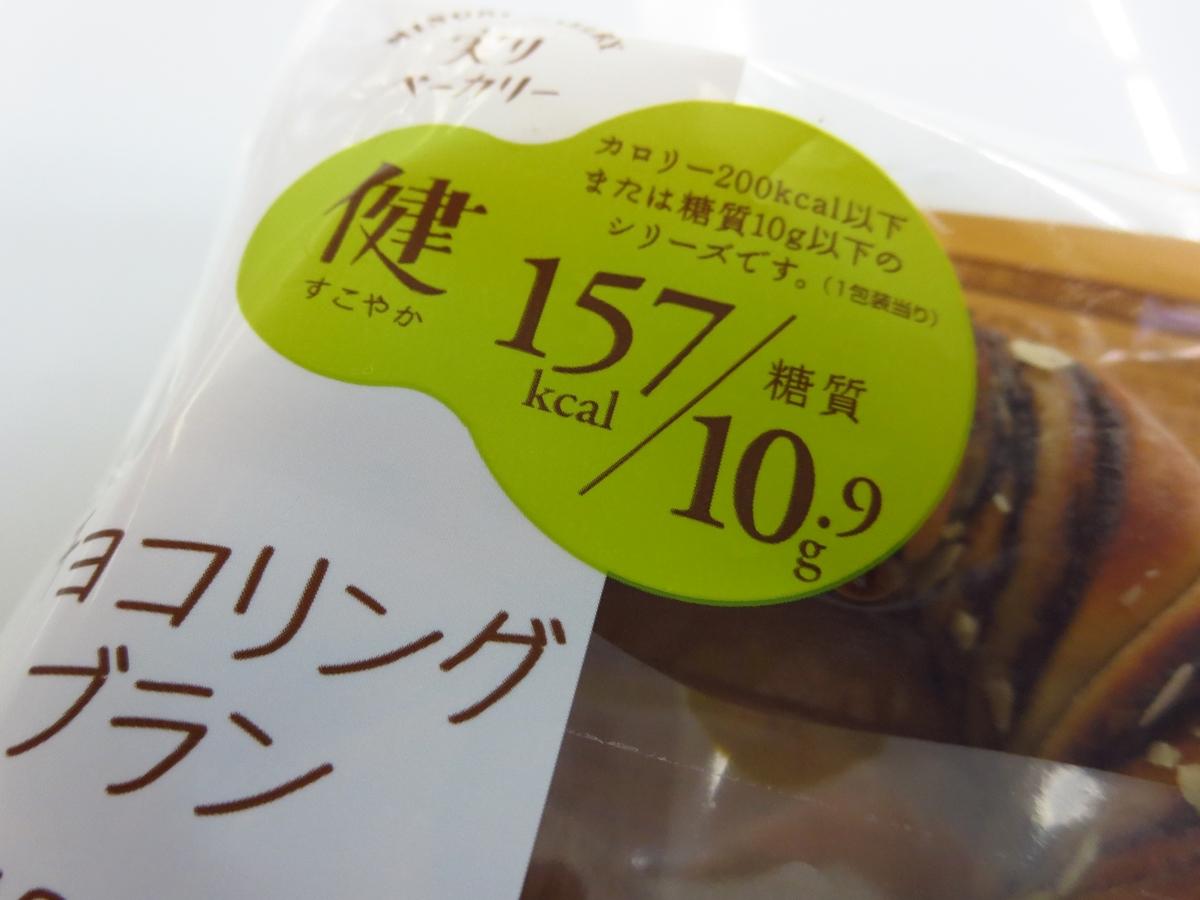 実り
ベーカリー
健
すこやか
カロリー200kcal以下
または糖質10g以下の
シリーズです。(1包装当り)
157
kcal
糖質
10.9
g
ョコリング
ブラン